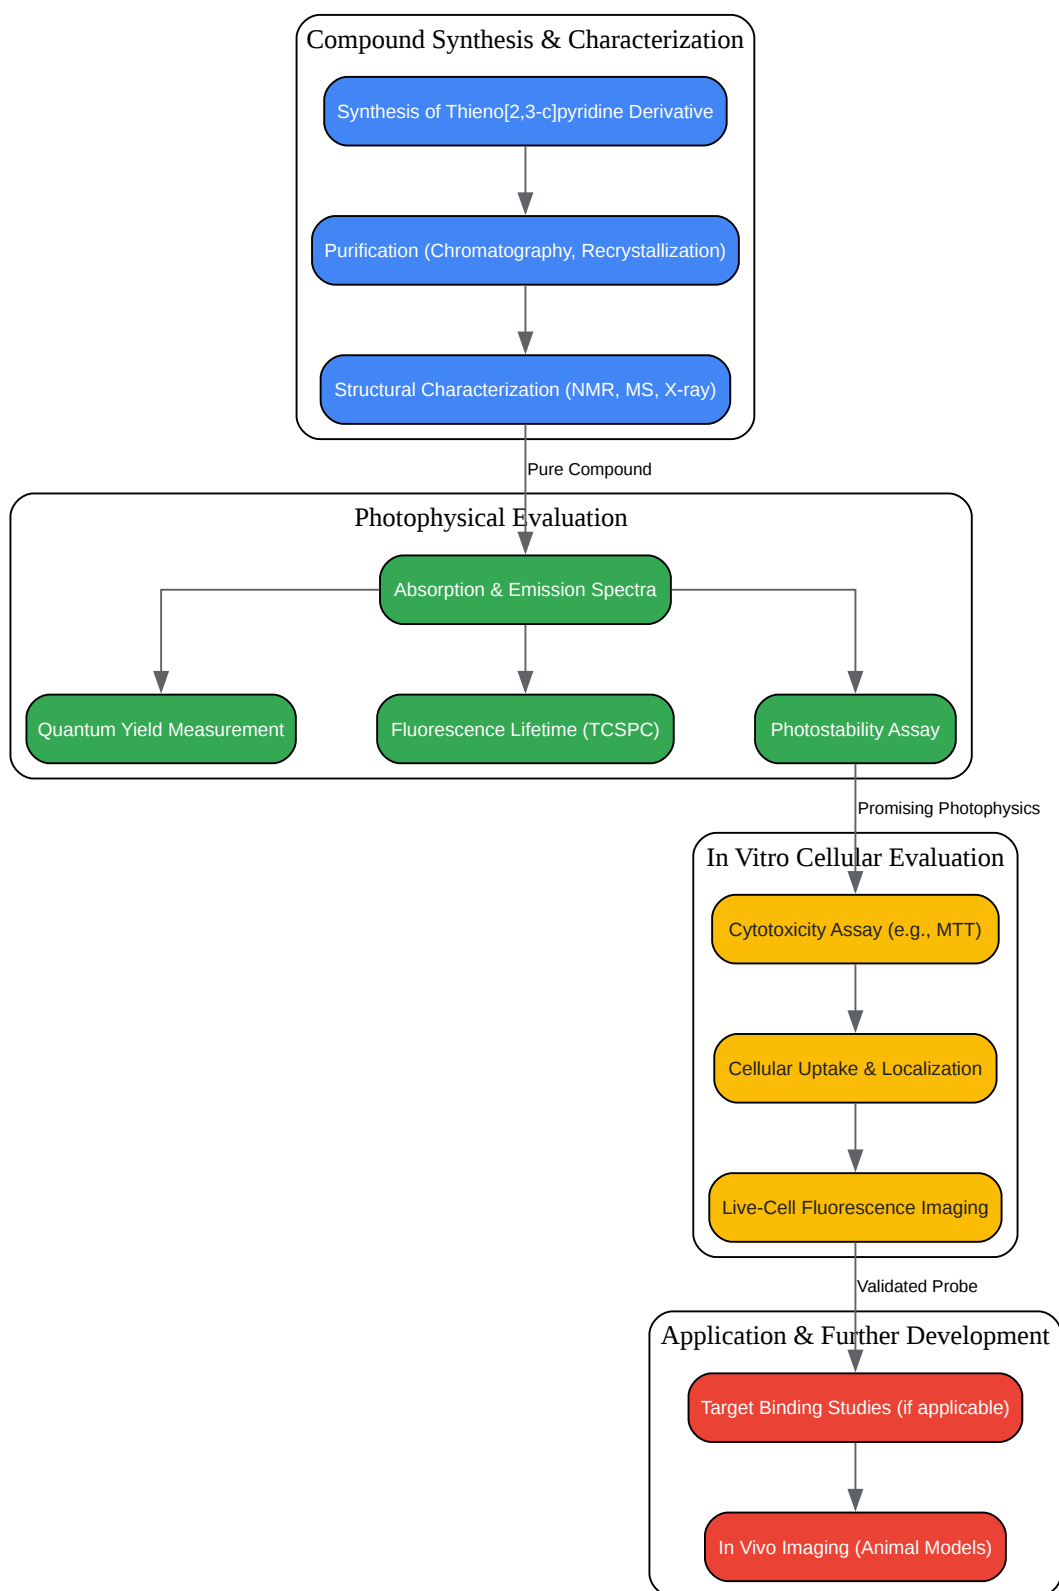 Compound Synthesis & Characterization
Synthesis of Thieno[2,3-c]pyridine Derivative
Purification (Chromatography, Recrystallization)
Structural Characterization (NMR, MS, X-ray)
Pure Compound
Photophysical Evaluation
Absorption & Emission Spectra
Quantum Yield Measurement
Fluorescence Lifetime (TCSPC)
Photostability Assay
Promising Photophysics
In Vitro Cellular Evaluation
Cytotoxicity Assay (e.g., MTT)
Cellular Uptake & Localization
Live-Cell Fluorescence Imaging
Validated Probe
Application & Further Development
Target Binding Studies (if applicable)
In Vivo Imaging (Animal Models)